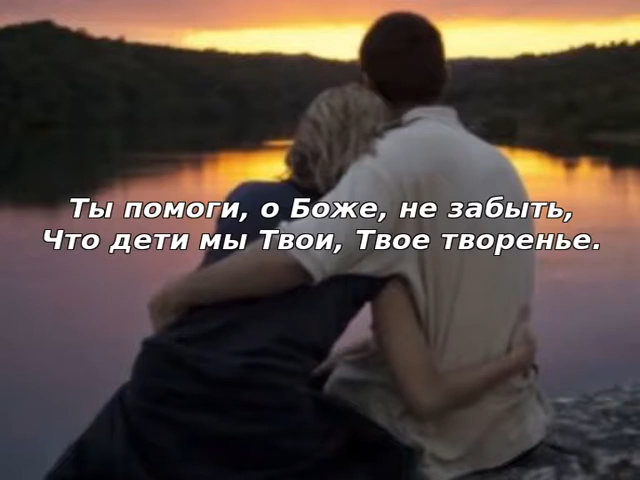 Ты помоги, о Боже, не забыть,
Что дети мы Твои, Твое творенье.